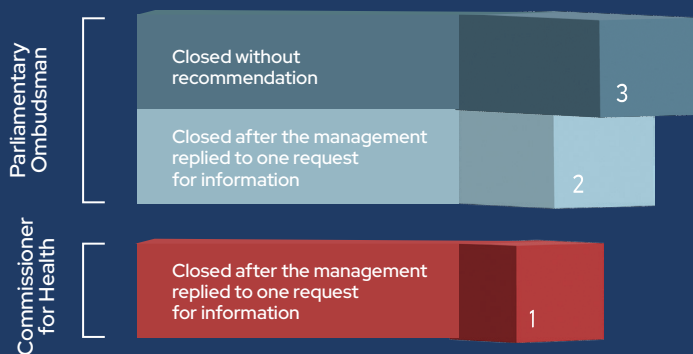 Parliamentary
Ombudsman
Closed without
recommendation
3
Closed after the management
replied to one request
for information
2
Commissioner
for Health
Closed after the management
replied to one request
for information
1